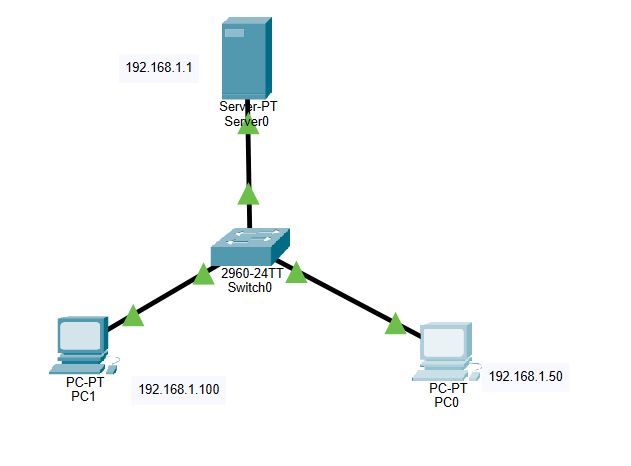 192.168.1.1
Server-PT
Server0
2960-24TT
Switch0
PC-PT
PC1
192.168.1.100
PC-PT
PC0
192.168.1.50